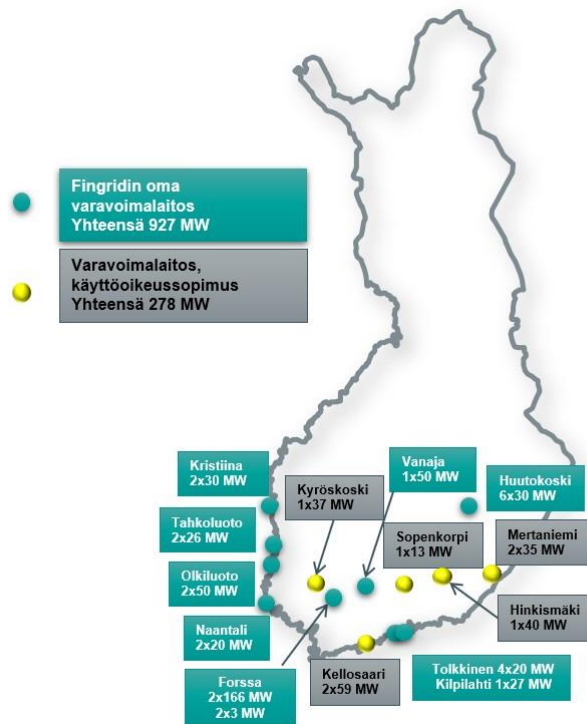 Fingridin oma
varavoimalaitos
Yhteensä 927 MW
Varavoimalaitos,
käyttöoikeussopimus
Yhteensä 278 MW
Kristiina
2x30 MW
Kyröskoski
1x37 MW
Vanaja
1x50 MW
Huutokoski
6x30 MW
Tahkoluoto
2x26 MW
Sopenkorpi
1x13 MW
Mertaniemi
2x35 MW
Olkiluoto
2x50 MW
Hinkismäki
1x40 MW
Naantali
2x20 MW
Forssa
2x166 MW
2x3 MW
Kellosaari
2x59 MW
Tolkkinen 4x20 MW
Kilpilahti 1x27 MW